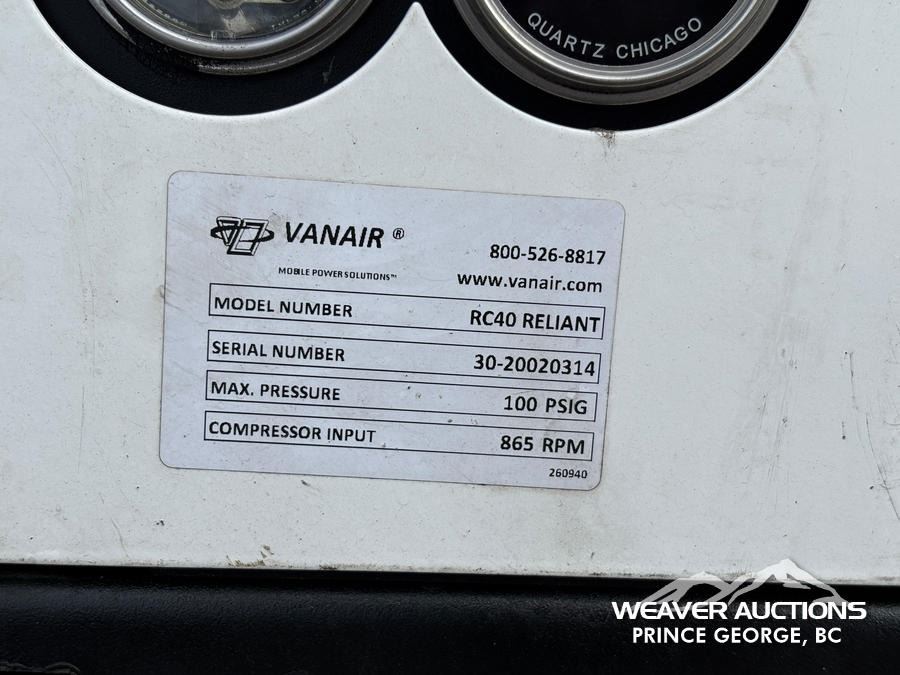 QUARTZ CHICAGO
VANAIR ®
800-526-8817
MOBILE POWER SOLUTIONS™
www.vanair.com
MODEL NUMBER RC40 RELIANT
SERIAL NUMBER 30-20020314
MAX. PRESSURE 100 PSIG
COMPRESSOR INPUT 865 RPM
260940
WEAVER AUCTIONS
PRINCE GEORGE, BC